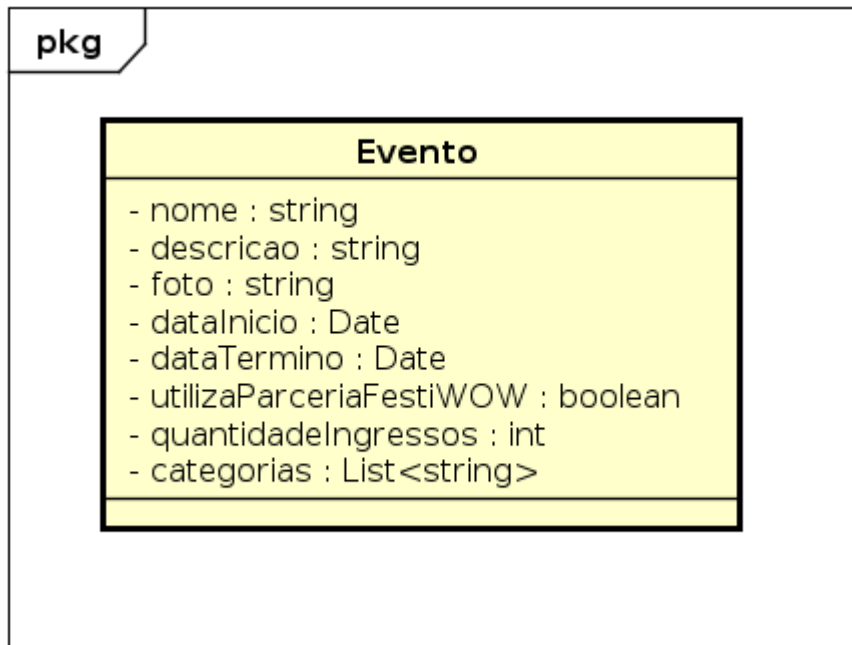 pkg
Evento
- nome : string
- descricao : string
- foto : string
- dataInicio : Date
- dataTermino : Date
- utilizaParceriaFestiWOW : boolean
- quantidadeIngressos : int
- categorias : List<string>